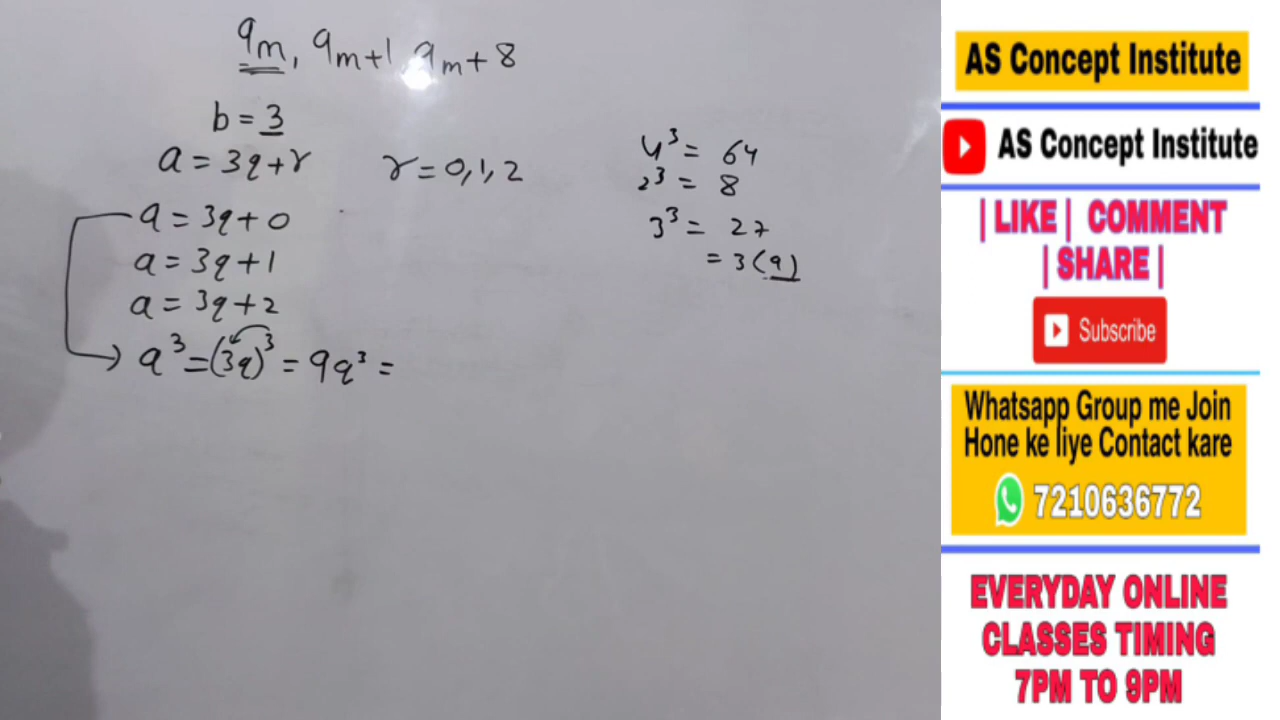 9m, 9m+1, 9m+8
b = 3
a = 3q+r r = 0,1,2
a = 3q+0
a = 3q+1
a = 3q+2
a³ = (3q)³ = 9q³ =
4³ = 64
2³ = 8
3³ = 27
= 3(9)
AS Concept Institute
AS Concept Institute
| LIKE | COMMENT
| SHARE |
Subscribe
Whatsapp Group me Join
Hone ke liye Contact kare
7210636772
EVERYDAY ONLINE
CLASSES TIMING
7PM TO 9PM